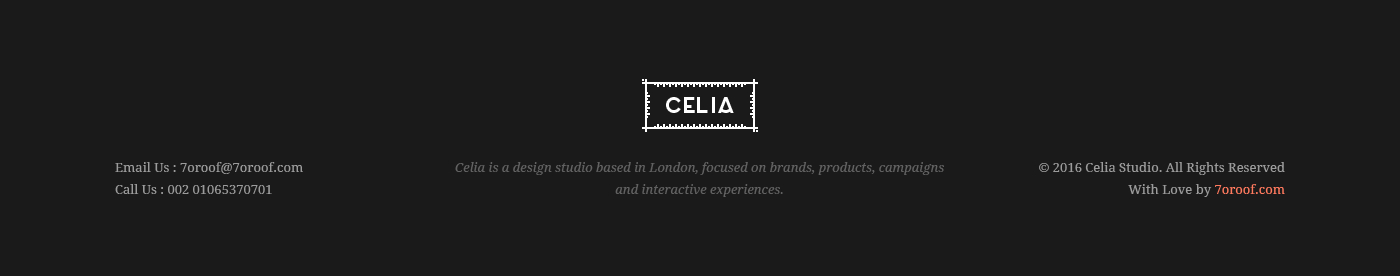 CELIA
Email Us : 7oroof@7oroof.com
Call Us : 002 01065370701
Celia is a design studio based in London, focused on brands, products, campaigns
and interactive experiences.
© 2016 Celia Studio. All Rights Reserved
With Love by 7oroof.com